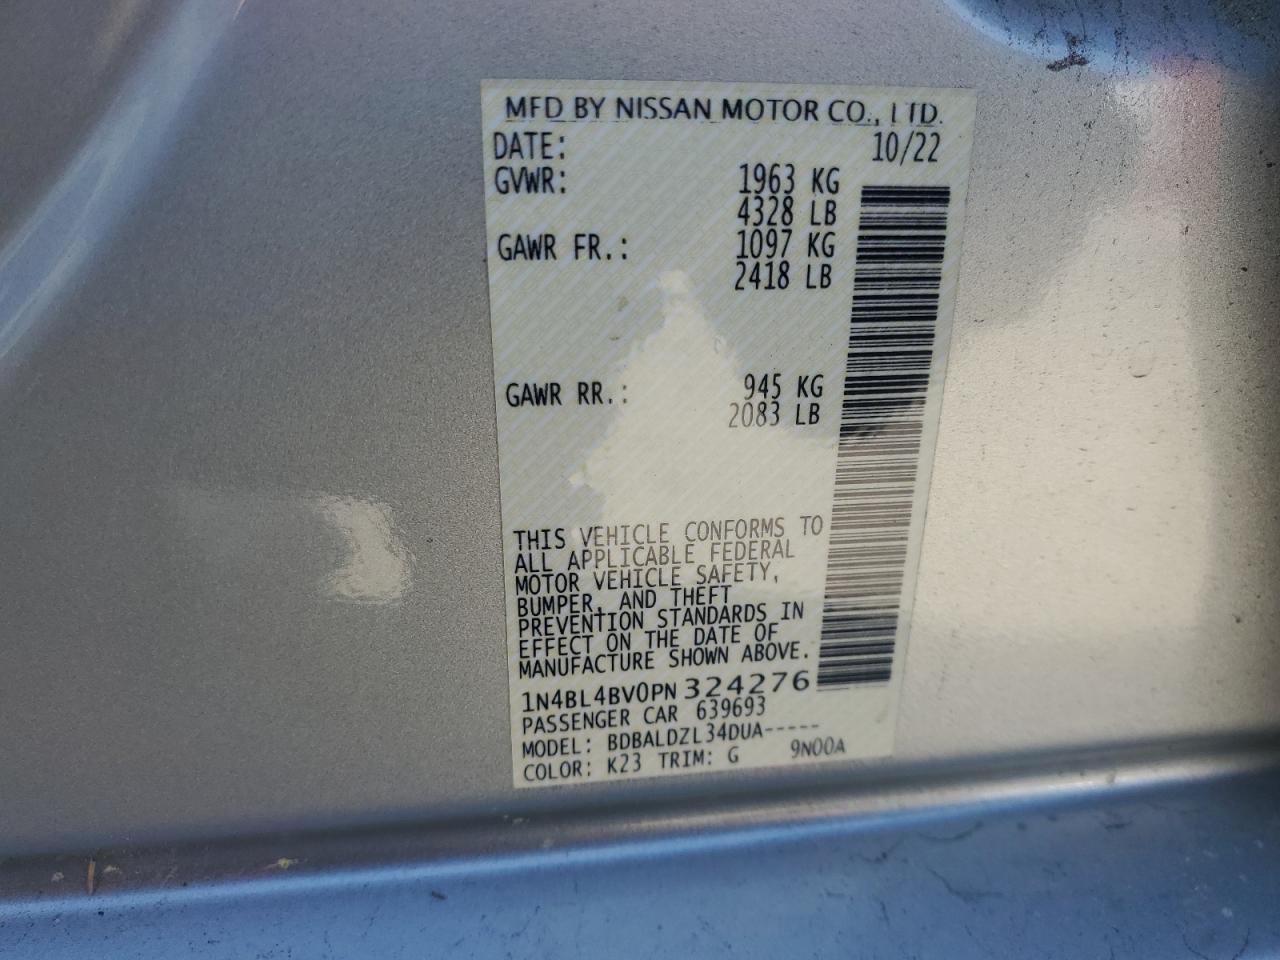 MFD BY NISSAN MOTOR CO., LTD.
DATE: 10/22
GVWR: 1963 KG
4328 LB
GAWR FR.: 1097 KG
2418 LB
GAWR RR.: 945 KG
2083 LB
THIS VEHICLE CONFORMS TO
ALL APPLICABLE FEDERAL
MOTOR VEHICLE SAFETY,
BUMPER, AND THEFT
PREVENTION STANDARDS IN
EFFECT ON THE DATE OF
MANUFACTURE SHOWN ABOVE.
1N4BL4BV0PN324276
PASSENGER CAR 639693
MODEL: BDBALDZL34DUA-----
COLOR: K23 TRIM: G 9N00A